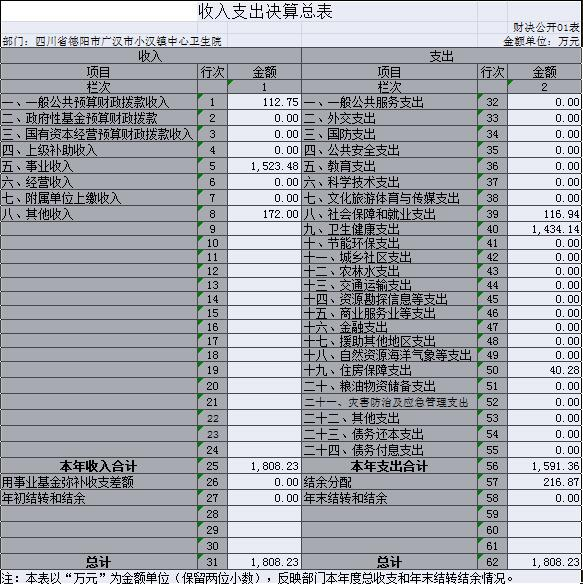 收入支出决算总表
财决公开01表
部门：四川省德阳市广汉市小汉镇中心卫生院 金额单位：万元
收入 支出
项目 行次 金额 项目 行次 金额
栏次 1 栏次 2
一、一般公共预算财政拨款收入 1 112.75 一、一般公共服务支出 32 0.00
二、政府性基金预算财政拨款 2 0.00 二、外交支出 33 0.00
三、国有资本经营预算财政拨款收入 3 0.00 三、国防支出 34 0.00
四、上级补助收入 4 0.00 四、公共安全支出 35 0.00
五、事业收入 5 1,523.48 五、教育支出 36 0.00
六、经营收入 6 0.00 六、科学技术支出 37 0.00
七、附属单位上缴收入 7 0.00 七、文化旅游体育与传媒支出 38 0.00
八、其他收入 8 172.00 八、社会保障和就业支出 39 116.94
9 九、卫生健康支出 40 1,434.14
10 十、节能环保支出 41 0.00
11 十一、城乡社区支出 42 0.00
12 十二、农林水支出 43 0.00
13 十三、交通运输支出 44 0.00
14 十四、资源勘探信息等支出 45 0.00
15 十五、商业服务业等支出 46 0.00
16 十六、金融支出 47 0.00
17 十七、援助其他地区支出 48 0.00
18 十八、自然资源海洋气象等支出 49 0.00
19 十九、住房保障支出 50 40.28
20 二十、粮油物资储备支出 51 0.00
21 二十一、灾害防治及应急管理支出 52 0.00
22 二十二、其他支出 53 0.00
23 二十三、债务还本支出 54 0.00
24 二十四、债务付息支出 55 0.00
本年收入合计 25 1,808.23 本年支出合计 56 1,591.36
用事业基金弥补收支差额 26 0.00 结余分配 57 216.87
年初结转和结余 27 0.00 年末结转和结余 58 0.00
28 59
29 60
30 61
总计 31 1,808.23 总计 62 1,808.23
注：本表以“万元”为金额单位（保留两位小数），反映部门本年度总收支和年末结转结余情况。